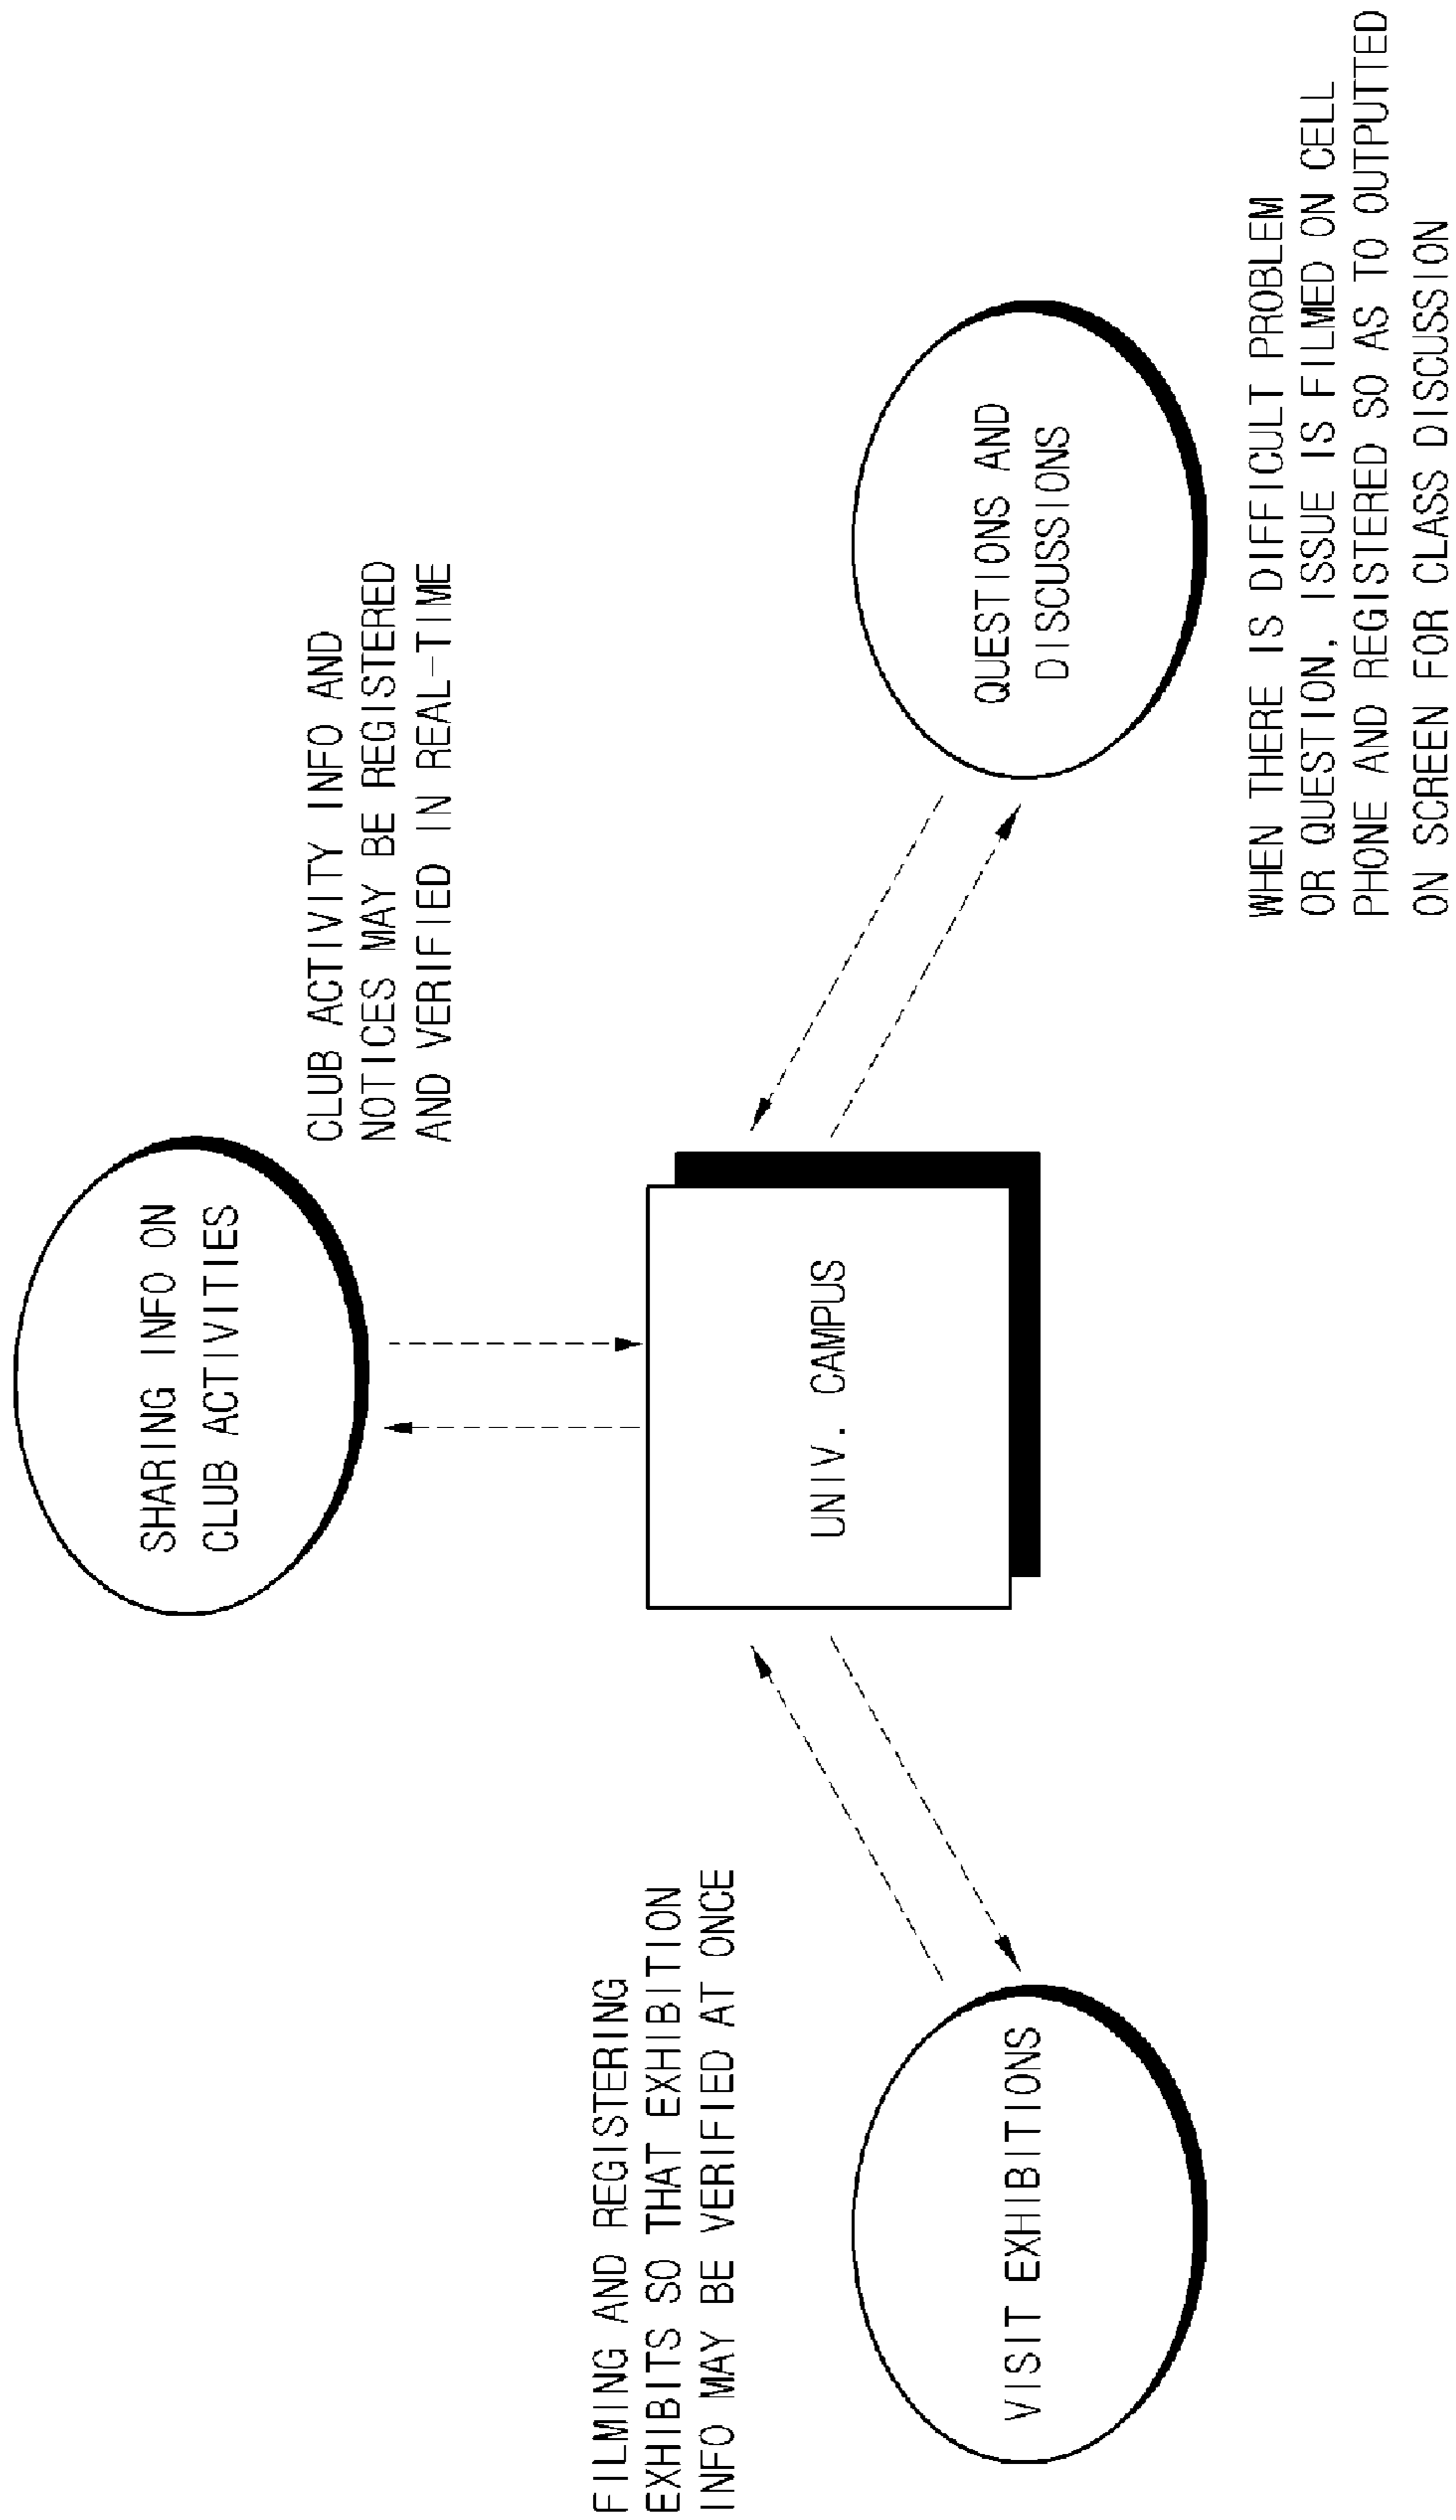 SHARING INFO ON
CLUB ACTIVITIES
CLUB ACTIVITY INFO AND
NOTICES MAY BE REGISTERED
AND VERIFIED IN REAL-TIME
FILMING AND REGISTERING
EXHIBITS SO THAT EXHIBITION
INFO MAY BE VERIFIED AT ONCE
UNIV. CAMPUS
VISIT EXHIBITIONS
QUESTIONS AND
DISCUSSIONS
WHEN THERE IS DIFFICULT PROBLEM
OR QUESTION, ISSUE IS FILMED ON CELL
PHONE AND REGISTERED SO AS TO OUTPUTTED
ON SCREEN FOR CLASS DISCUSSION